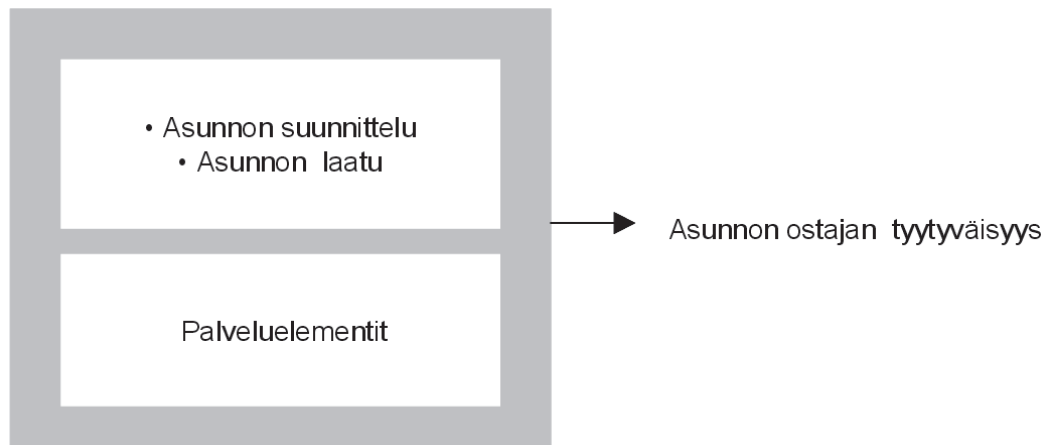 • Asunnon suunnittelu
• Asunnon laatu
Asunnon ostajan tyytyväisyys
Palveluelementit